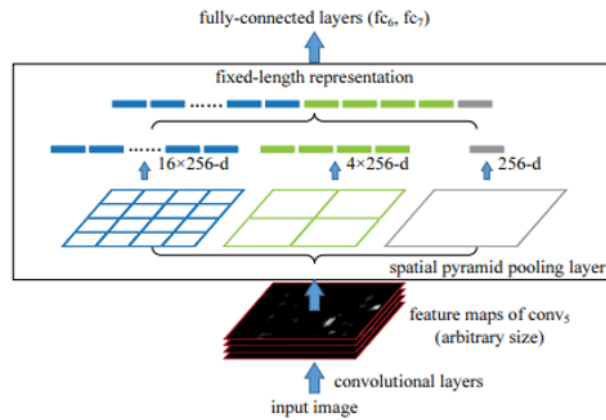 fully-connected layers (fc₆, fc₇)
fixed-length representation
......
......
16×256-d
4×256-d
256-d
spatial pyramid pooling layer
feature maps of conv₅
(arbitrary size)
convolutional layers
input image